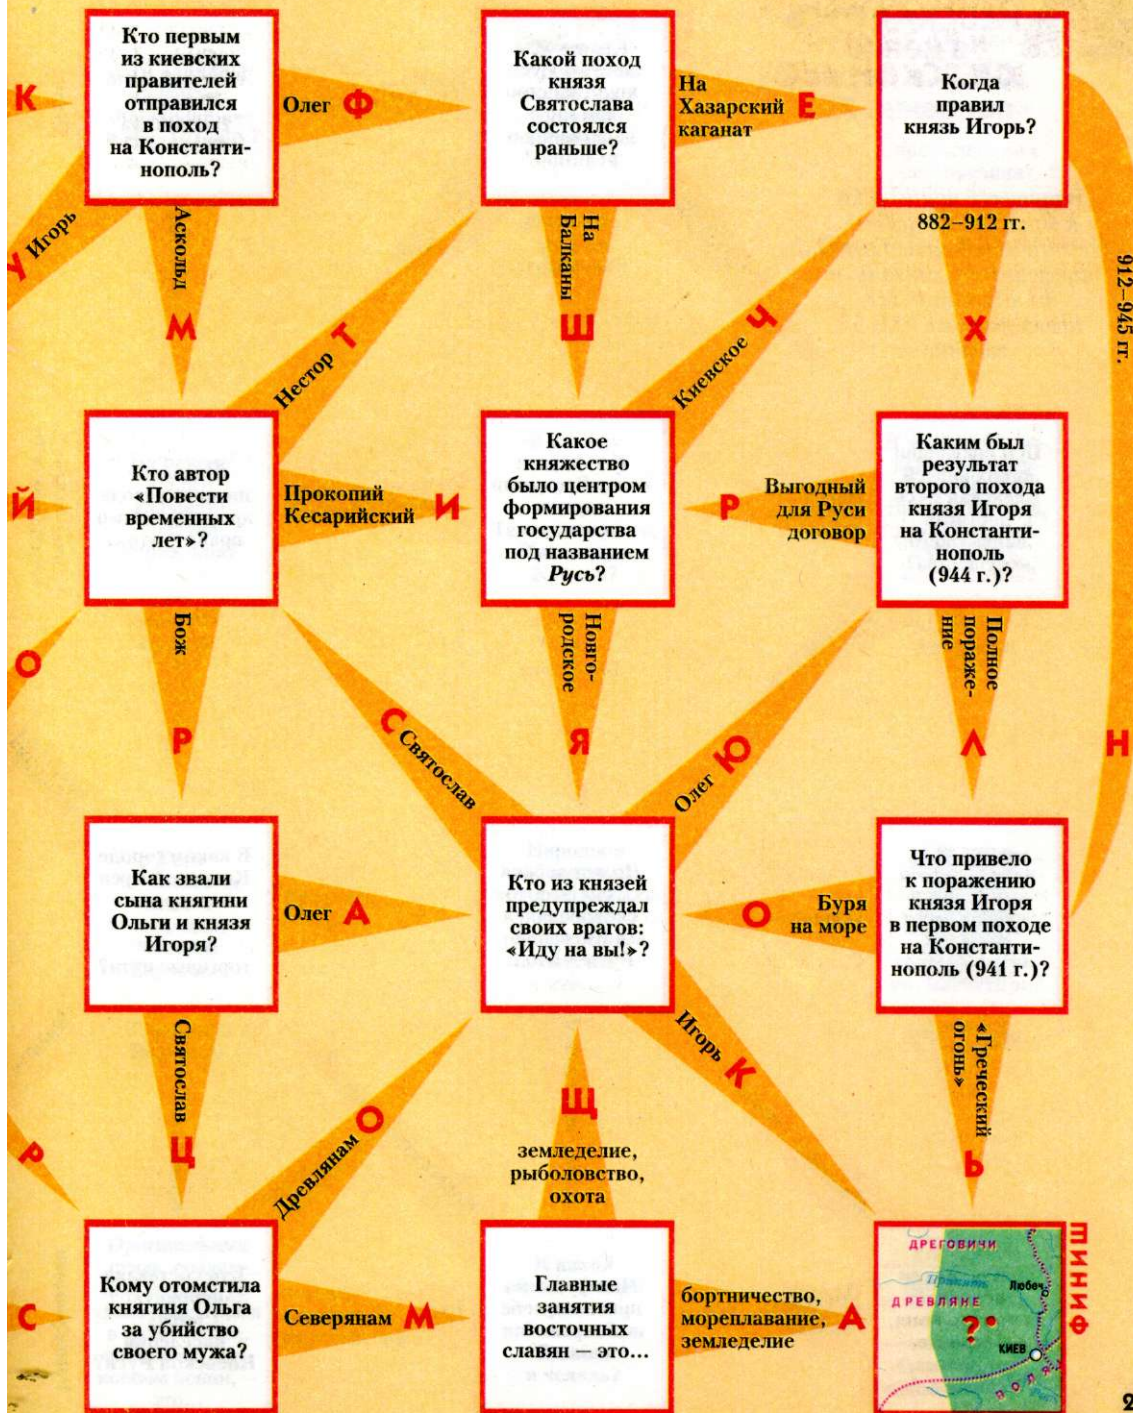 Кто первым
из киевских
правителей
отправился
в поход
на Константи-
нополь?
К
Олег
Ф
Какой поход
князя
Святослава
состоялся
раньше?
На
Хазарский
каганат
Е
Когда
правил
князь Игорь?
У
Игорь
Аскольд
М
На
Балканы
Ш
882–912 гг.
Х
912–945 гг.
Н
Нестор
Т
Киевское
Ч
Й
Кто автор
«Повести
временных
лет»?
Прокопий
Кесарийский
И
Какое
княжество
было центром
формирования
государства
под названием
Русь?
Р
Выгодный
для Руси
договор
Каким был
результат
второго похода
князя Игоря
на Константи-
нополь
(944 г.)?
О
Бож
Р
С
Святослав
Новго-
родское
Я
Олег
Ю
Полное
пораже-
ние
Л
Как звали
сына княгини
Ольги и князя
Игоря?
Олег
А
Кто из князей
предупреждал
своих врагов:
«Иду на вы!»?
О
Буря
на море
Что привело
к поражению
князя Игоря
в первом походе
на Константи-
нополь (941 г.)?
Р
Святослав
Ц
Древлянам
О
Щ
земледелие,
рыболовство,
охота
Игорь
К
«Греческий
огонь»
Ь
С
Кому отомстила
княгиня Ольга
за убийство
своего мужа?
Северянам
М
Главные
занятия
восточных
славян – это...
бортничество,
мореплавание,
земледелие
А
ДРЕГОВИЧИ
Припять
Любеч
ДРЕВЛЯНЕ
?
КИЕВ
ФИНИШ
2